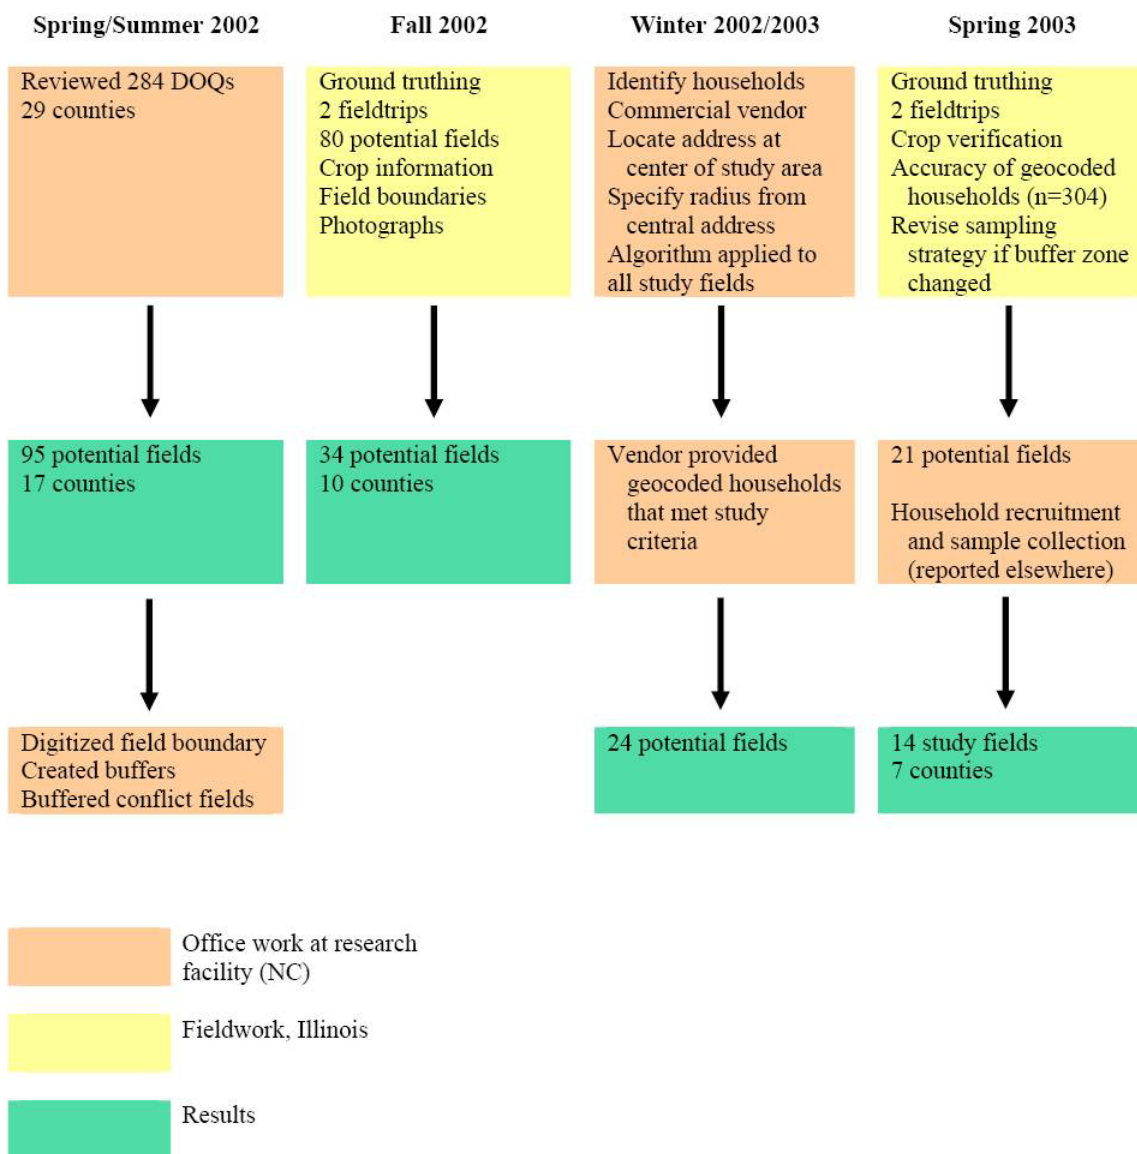 Spring/Summer 2002
Fall 2002
Winter 2002/2003
Spring 2003
Reviewed 284 DOQs
29 counties
Ground truthing
2 fieldtrips
80 potential fields
Crop information
Field boundaries
Photographs
Identify households
Commercial vendor
Locate address at
center of study area
Specify radius from
central address
Algorithm applied to
all study fields
Ground truthing
2 fieldtrips
Crop verification
Accuracy of geocoded
households (n=304)
Revise sampling
strategy if buffer zone
changed
95 potential fields
17 counties
34 potential fields
10 counties
Vendor provided
geocoded households
that met study
criteria
21 potential fields
Household recruitment
and sample collection
(reported elsewhere)
Digitized field boundary
Created buffers
Buffered conflict fields
24 potential fields
14 study fields
7 counties
Office work at research
facility (NC)
Fieldwork, Illinois
Results